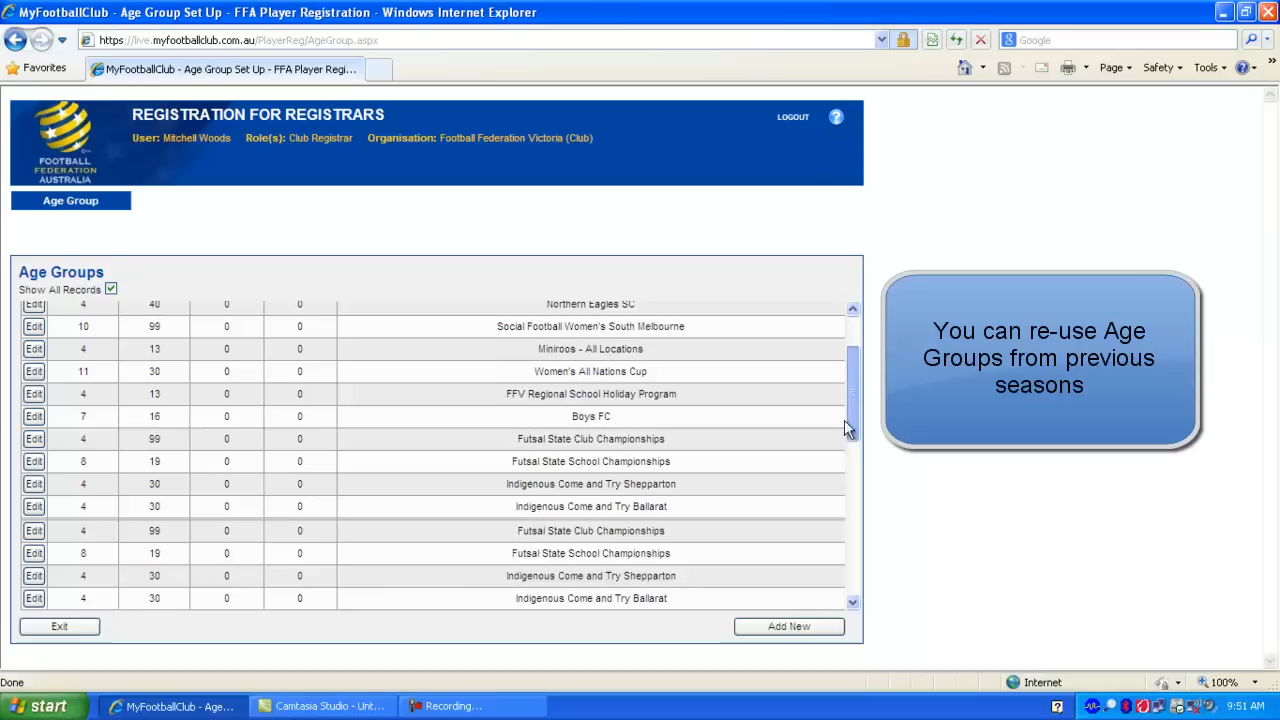 MyFootballClub - Age Group Set Up - FFA Player Registration - Windows Internet Explorer
https://live.myfootballclub.com.au/PlayerReg/AgeGroup.aspx
Google
Favorites
MyFootballClub - Age Group Set Up - FFA Player Regi...
Page
Safety
Tools
»
REGISTRATION FOR REGISTRARS
LOGOUT
?
User: Mitchell Woods Role(s): Club Registrar Organisation: Football Federation Victoria (Club)
FOOTBALL
FEDERATION
AUSTRALIA
Age Group
Age Groups
Show All Records
Edit 4 40 0 0 Northern Eagles SC
Edit 10 99 0 0 Social Football Women's South Melbourne
Edit 4 13 0 0 Miniroos - All Locations
Edit 11 30 0 0 Women's All Nations Cup
Edit 4 13 0 0 FFV Regional School Holiday Program
Edit 7 16 0 0 Boys FC
Edit 4 99 0 0 Futsal State Club Championships
Edit 8 19 0 0 Futsal State School Championships
Edit 4 30 0 0 Indigenous Come and Try Shepparton
Edit 4 30 0 0 Indigenous Come and Try Ballarat
Edit 4 99 0 0 Futsal State Club Championships
Edit 8 19 0 0 Futsal State School Championships
Edit 4 30 0 0 Indigenous Come and Try Shepparton
Edit 4 30 0 0 Indigenous Come and Try Ballarat
Exit
Add New
You can re-use Age
Groups from previous
seasons
Done
Internet
100%
start
MyFootballClub - Age...
Camtasia Studio - Unt...
Recording...
9:51 AM